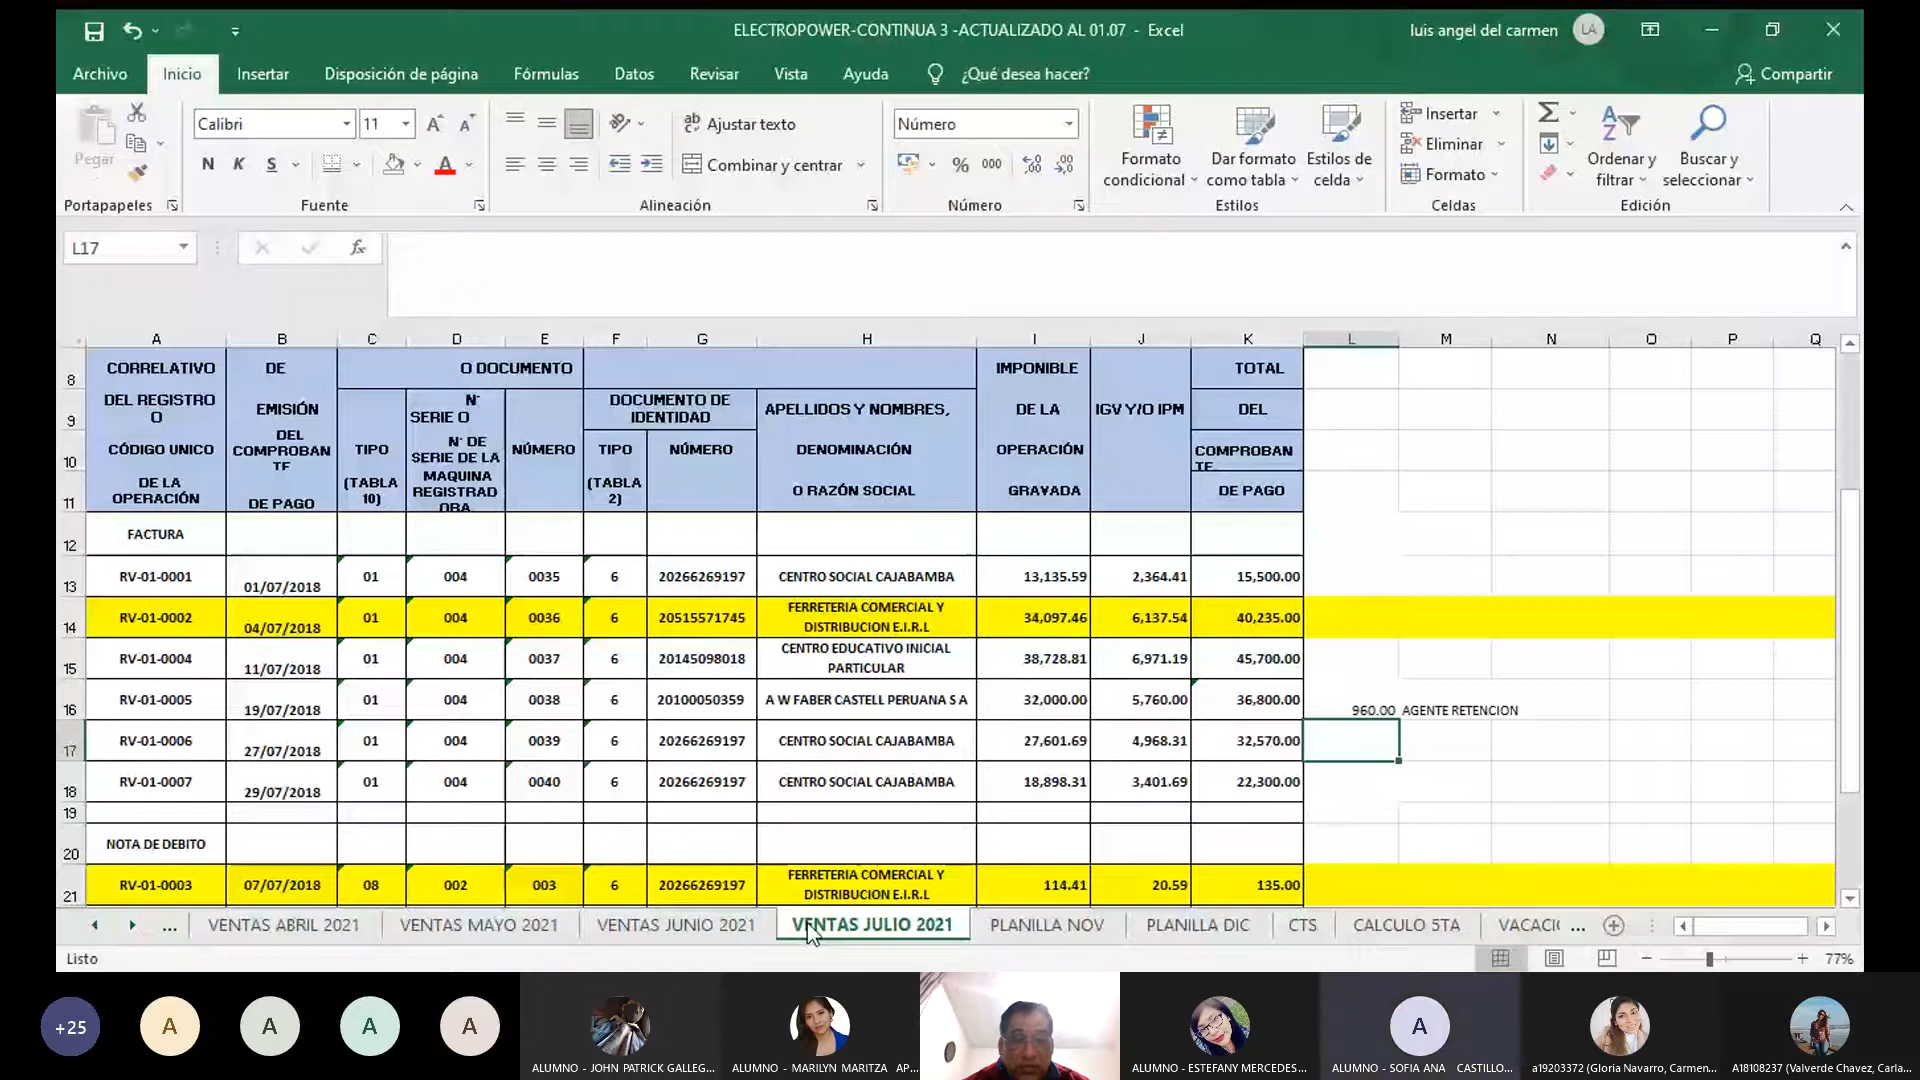 ELECTROPOWER-CONTINUA 3 -ACTUALIZADO AL 01.07 - Excel
luis angel del carmen LA
Archivo Inicio Insertar Disposición de página Fórmulas Datos Revisar Vista Ayuda ¿Qué desea hacer? Compartir
Pegar
Calibri 11
N K S
Ajustar texto
Combinar y centrar
Número
% 000
Formato condicional
Dar formato como tabla
Estilos de celda
Insertar
Eliminar
Formato
Ordenar y filtrar
Buscar y seleccionar
Portapapeles Fuente Alineación Número Estilos Celdas Edición
L17 fx
A B C D E F G H I J K L M N O P Q
8 CORRELATIVO DE O DOCUMENTO IMPONIBLE TOTAL
9 DEL REGISTRO O EMISIÓN N° SERIE O DOCUMENTO DE IDENTIDAD APELLIDOS Y NOMBRES, DE LA IGV Y/O IPM DEL
10 CÓDIGO UNICO DEL COMPROBANTE TIPO N° DE SERIE DE LA NÚMERO TIPO NÚMERO DENOMINACIÓN OPERACIÓN COMPROBANTE
11 DE LA OPERACIÓN DE PAGO (TABLA 10) MAQUINA REGISTRADORA (TABLA 2) O RAZÓN SOCIAL GRAVADA DE PAGO
12 FACTURA
13 RV-01-0001 01/07/2018 01 004 0035 6 20266269197 CENTRO SOCIAL CAJABAMBA 13,135.59 2,364.41 15,500.00
14 RV-01-0002 04/07/2018 01 004 0036 6 20515571745 FERRETERIA COMERCIAL Y DISTRIBUCION E.I.R.L 34,097.46 6,137.54 40,235.00
15 RV-01-0004 11/07/2018 01 004 0037 6 20145098018 CENTRO EDUCATIVO INICIAL PARTICULAR 38,728.81 6,971.19 45,700.00
16 RV-01-0005 19/07/2018 01 004 0038 6 20100050359 A W FABER CASTELL PERUANA S A 32,000.00 5,760.00 36,800.00 960.00 AGENTE RETENCION
17 RV-01-0006 27/07/2018 01 004 0039 6 20266269197 CENTRO SOCIAL CAJABAMBA 27,601.69 4,968.31 32,570.00
18 RV-01-0007 29/07/2018 01 004 0040 6 20266269197 CENTRO SOCIAL CAJABAMBA 18,898.31 3,401.69 22,300.00
19
20 NOTA DE DEBITO
21 RV-01-0003 07/07/2018 08 002 003 6 20266269197 FERRETERIA COMERCIAL Y DISTRIBUCION E.I.R.L 114.41 20.59 135.00
... VENTAS ABRIL 2021 VENTAS MAYO 2021 VENTAS JUNIO 2021 VENTAS JULIO 2021 PLANILLA NOV PLANILLA DIC CTS CALCULO 5TA VACACI ...
Listo 77%
+25 A A A A A
ALUMNO - JOHN PATRICK GALLEG... ALUMNO - MARILYN MARITZA AP... ALUMNO - ESTEFANY MERCEDES... ALUMNO - SOFIA ANA CASTILLO... a19203372 (Gloria Navarro, Carmen... A18108237 (Valverde Chavez, Carla...